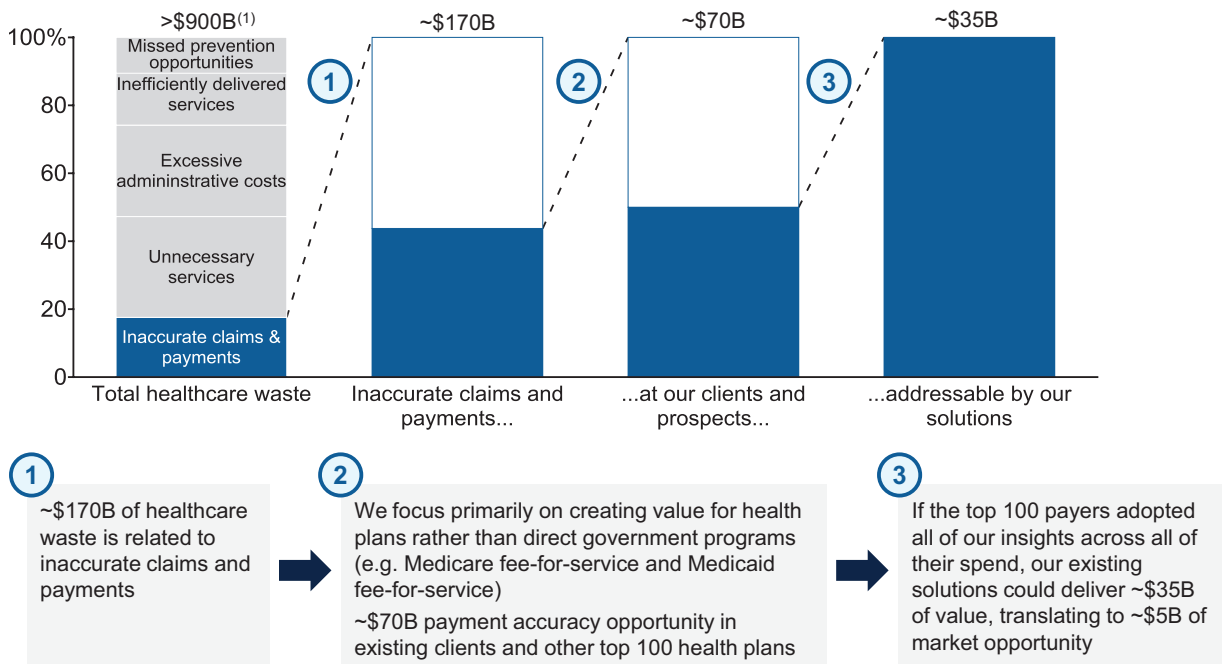 >$900B(1)
~$170B
~$70B
~$35B
100%
80
60
40
20
0
Missed prevention
opportunities
Inefficiently delivered
services
Excessive
admininstrative costs
Unnecessary
services
Inaccurate claims &
payments
1
2
3
Total healthcare waste
Inaccurate claims and
payments...
...at our clients and
prospects...
...addressable by our
solutions
1
~$170B of healthcare
waste is related to
inaccurate claims and
payments
2
We focus primarily on creating value for health
plans rather than direct government programs
(e.g. Medicare fee-for-service and Medicaid
fee-for-service)
~$70B payment accuracy opportunity in
existing clients and other top 100 health plans
3
If the top 100 payers adopted
all of our insights across all of
their spend, our existing
solutions could deliver ~$35B
of value, translating to ~$5B of
market opportunity